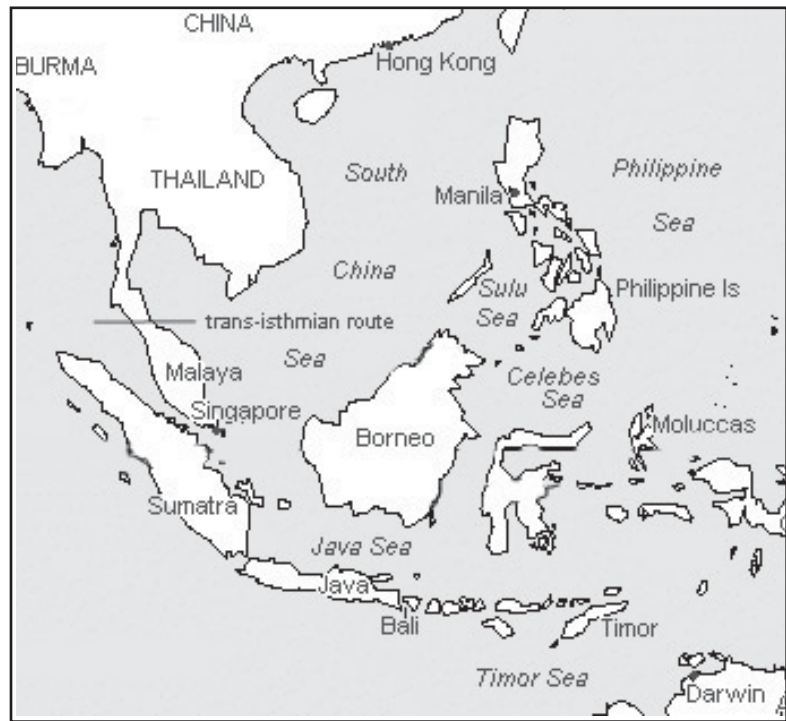 CHINA
Hong Kong
BURMA
THAILAND
South
Philippine
Manila
Sea
China
Sulu
Sea
Philippine Is
trans-isthmian route
Sea
Malaya
Celebes
Sea
Singapore
Borneo
Moluccas
Sumatra
Java Sea
Java
Bali
Timor
Timor Sea
Darwin